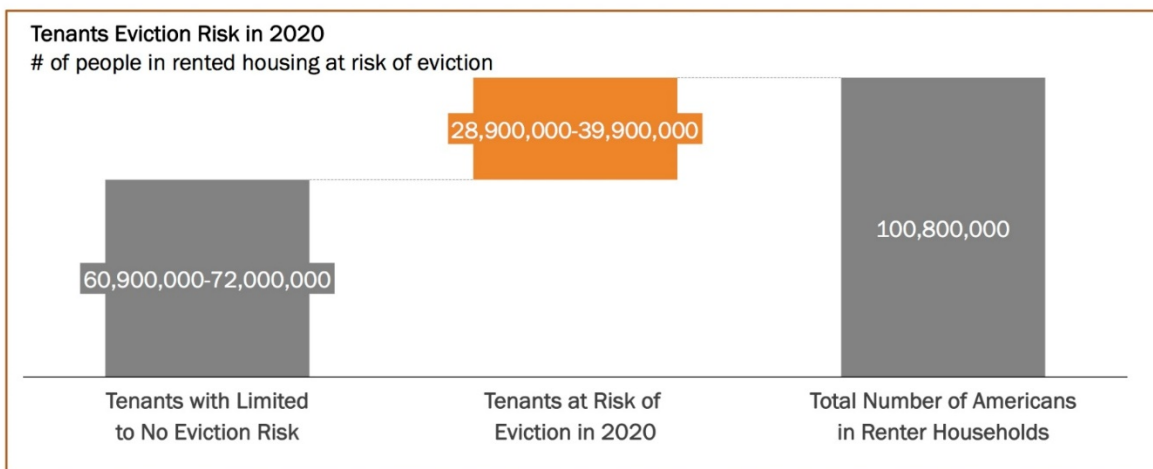 Tenants Eviction Risk in 2020
# of people in rented housing at risk of eviction
28,900,000-39,900,000
100,800,000
60,900,000-72,000,000
Tenants with Limited
to No Eviction Risk
Tenants at Risk of
Eviction in 2020
Total Number of Americans
in Renter Households